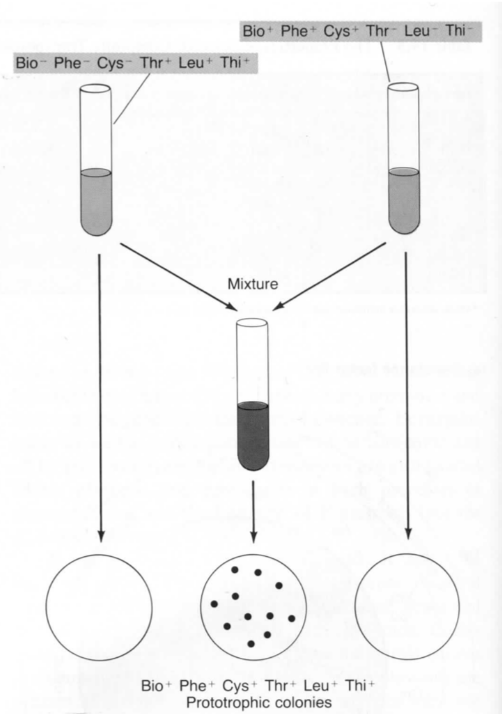 Bio⁺ Phe⁺ Cys⁺ Thr⁻ Leu⁻ Thi⁻
Bio⁻ Phe⁻ Cys⁻ Thr⁺ Leu⁺ Thi⁺
Mixture
Bio⁺ Phe⁺ Cys⁺ Thr⁺ Leu⁺ Thi⁺
Prototrophic colonies